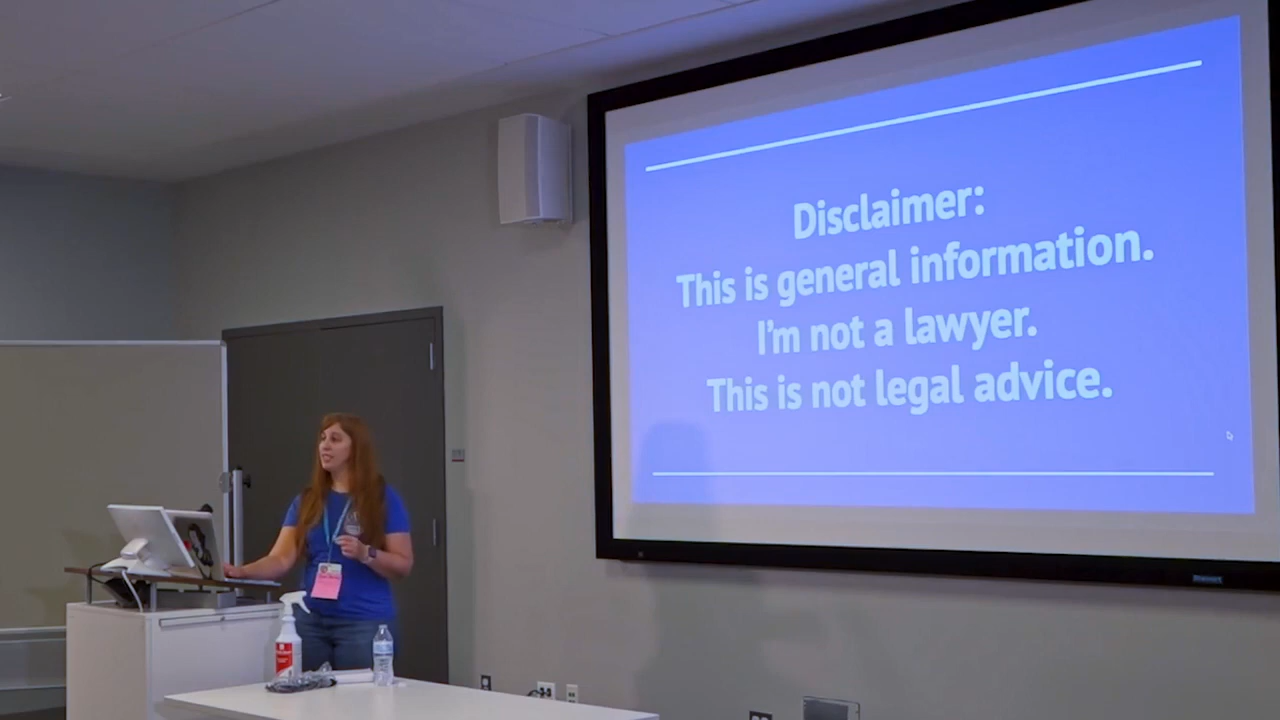 Disclaimer:
This is general information.
I'm not a lawyer.
This is not legal advice.